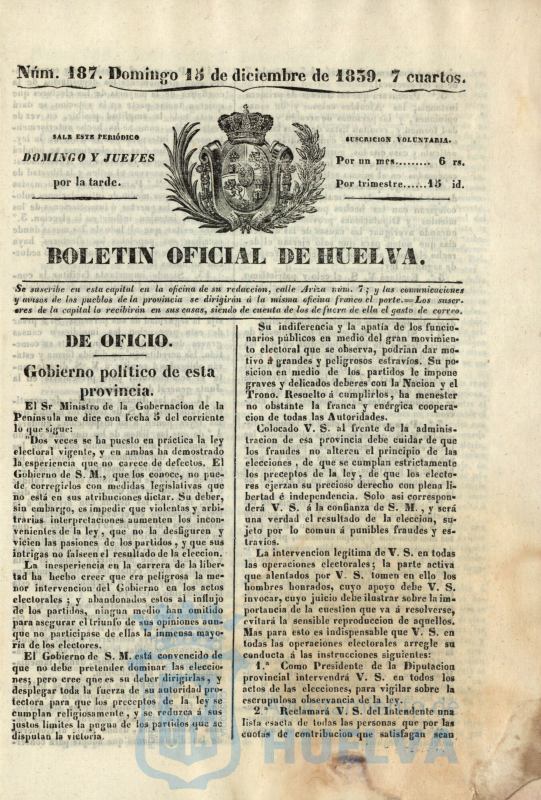 Núm. 187. Domingo 15 de diciembre de 1839. 7 cuartos.
SALE ESTE PERIÓDICO
DOMINGO Y JUEVES
por la tarde.
SUSCRICION VOLUNTARIA.
Por un mes......... 6 rs.
Por trimestre......15 id.
BOLETIN OFICIAL DE HUELVA.
Se suscribe en esta capital en la oficina de su redaccion, calle Ariza núm. 7; y las comunicaciones
y avisos de los pueblos de la provincia se dirigirán á la misma oficina franco el porte.=Los suscr-
ores de la capital lo recibirán en sus casas, siendo de cuenta de los de fuera de ella el gasto de correo.
DE OFICIO.
Gobierno político de esta
provincia.
El Sr Ministro de la Gobernacion de la
Península me dice con fecha 5 del corriente
lo que sigue:
"Dos veces se ha puesto en práctica la ley
electoral vigente, y en ambas ha demostrado
la esperiencia que no carece de defectos. El
Gobierno de S. M., que los conoce, no pue-
de corregirlos con medidas legislativas que
no está en sus atribuciones dictar. Su deber,
sin embargo, es impedir que violentas y arbi-
trarias interpretaciones aumenten los incon-
venientes de la ley, que no la desfiguren y
vicien las pasiones de los partidos, y que sus
intrigas no falseen el resultado de la eleccion.
La inesperiencia en la carrera de la liber-
tad ha hecho creer que era peligrosa la me-
nor intervencion del Gobierno en los actos
electorales; y abandonados estos al influjo
de los partidos, ningun medio han omitido
para asegurar el triunfo de sus opiniones aun-
que no participase de ellas la inmensa mayo-
ría de los electores.
El Gobierno de S. M. está convencido de
que no debe pretender dominar las eleccio-
nes; pero cree que es su deber dirigirlas, y
desplegar toda la fuerza de su autoridad pro-
tectora para que los preceptos de la ley se
cumplan religiosamente, y se reduzca á sus
justos límites la pugna de los partidos que se
disputan la victoria.
Su indiferencia y la apatía de los funcio-
narios públicos en medio del gran movimien-
to electoral que se observa, podrian dar mo-
tivo á grandes y peligrosos estravíos. Su po-
sicion en medio de los partidos le impone
graves y delicados deberes con la Nacion y el
Trono. Resuelto á cumplirlos, ha menester
no obstante la franca y enérgica coopera-
cion de todas las Autoridades.
Colocado V. S. al frente de la adminis-
tracion de esa provincia debe cuidar de que
los fraudes no alteren el principio de las
elecciones, de que se cumplan estrictamente
los preceptos de la ley, de que los electo-
res ejerzan su precioso derecho con plena li-
bertad é independencia. Solo asi correspon-
derá V. S. á la confianza de S. M., y será
una verdad el resultado de la eleccion, su-
jeto por lo comun á punibles fraudes y es-
travíos.
La intervencion legítima de V. S. en todas
las operaciones electorales; la parte activa
que alentados por V. S. tomen en ello los
hombres honrados, cuyo apoyo debe V. S.
invocar, cuyo juicio debe ilustrar sobre la im-
portancia de la cuestion que va á resolverse,
evitará la sensible reproduccion de aquellos.
Mas para esto es indispensable que V. S. en
todas las operaciones electorales arregle su
conducta á las instrucciones siguientes:
1.ª Como Presidente de la Diputacion
provincial intervendrá V. S. en todos los
actos de las elecciones, para vigilar sobre la
escrupulosa observancia de la ley.
2.ª Reclamará V. S. del Intendente una
lista esacta de todas las personas que por las
cuotas de contribucion que satisfagan sean
HUELVA